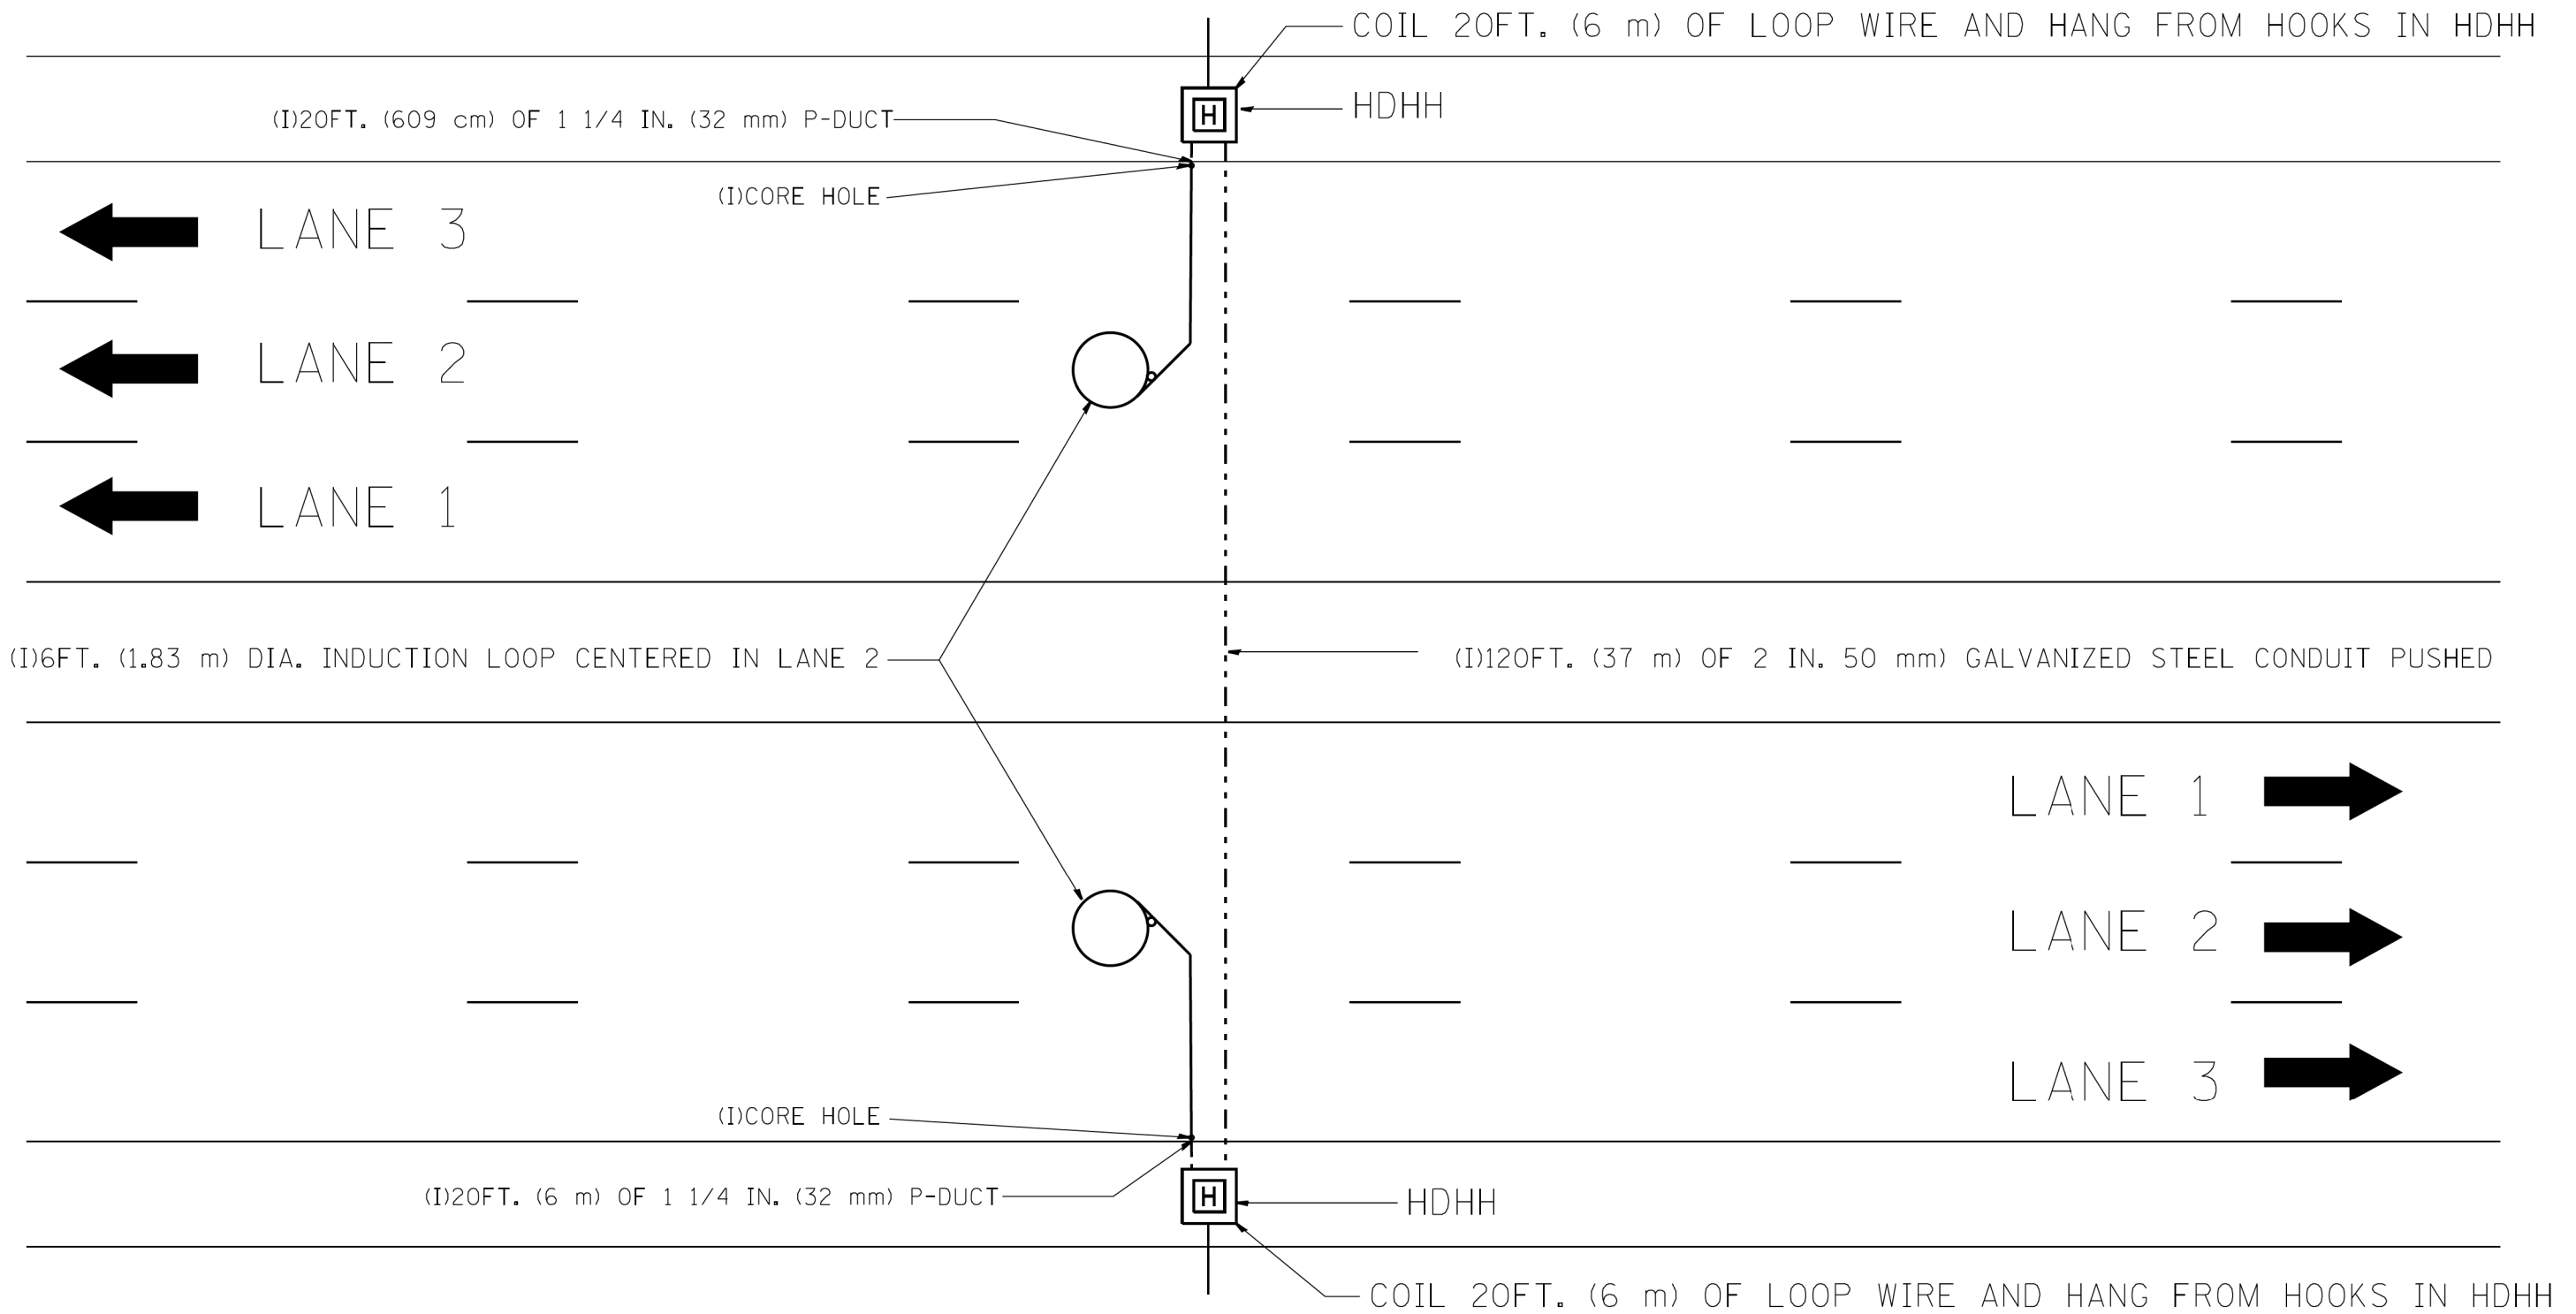 COIL 20FT. (6 m) OF LOOP WIRE AND HANG FROM HOOKS IN HDHH
(I)20FT. (609 cm) OF 1 1/4 IN. (32 mm) P-DUCT
H
HDHH
(I)CORE HOLE
LANE 3
LANE 2
LANE 1
(I)6FT. (1.83 m) DIA. INDUCTION LOOP CENTERED IN LANE 2
(I)120FT. (37 m) OF 2 IN. 50 mm) GALVANIZED STEEL CONDUIT PUSHED
LANE 1
LANE 2
LANE 3
(I)CORE HOLE
(I)20FT. (6 m) OF 1 1/4 IN. (32 mm) P-DUCT
H
HDHH
COIL 20FT. (6 m) OF LOOP WIRE AND HANG FROM HOOKS IN HDHH